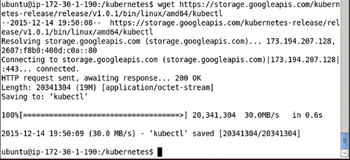 ubuntu@ip-172-30-1-190:/kubernetes$ wget https://storage.googleapis.com/kubern
etes-release/release/v1.0.1/bin/linux/amd64/kubectl
--2015-12-14 19:50:08--  https://storage.googleapis.com/kubernetes-release/rel
ease/v1.0.1/bin/linux/amd64/kubectl
Resolving storage.googleapis.com (storage.googleapis.com)... 173.194.207.128,
2607:f8b0:400d:c0a::80
Connecting to storage.googleapis.com (storage.googleapis.com)|173.194.207.128|
:443... connected.
HTTP request sent, awaiting response... 200 OK
Length: 20341304 (19M) [application/octet-stream]
Saving to: ‘kubectl’
100%[=====================================>] 20,341,304  30.0MB/s   in 0.6s
2015-12-14 19:50:09 (30.0 MB/s) - ‘kubectl’ saved [20341304/20341304]
ubuntu@ip-172-30-1-190:/kubernetes$